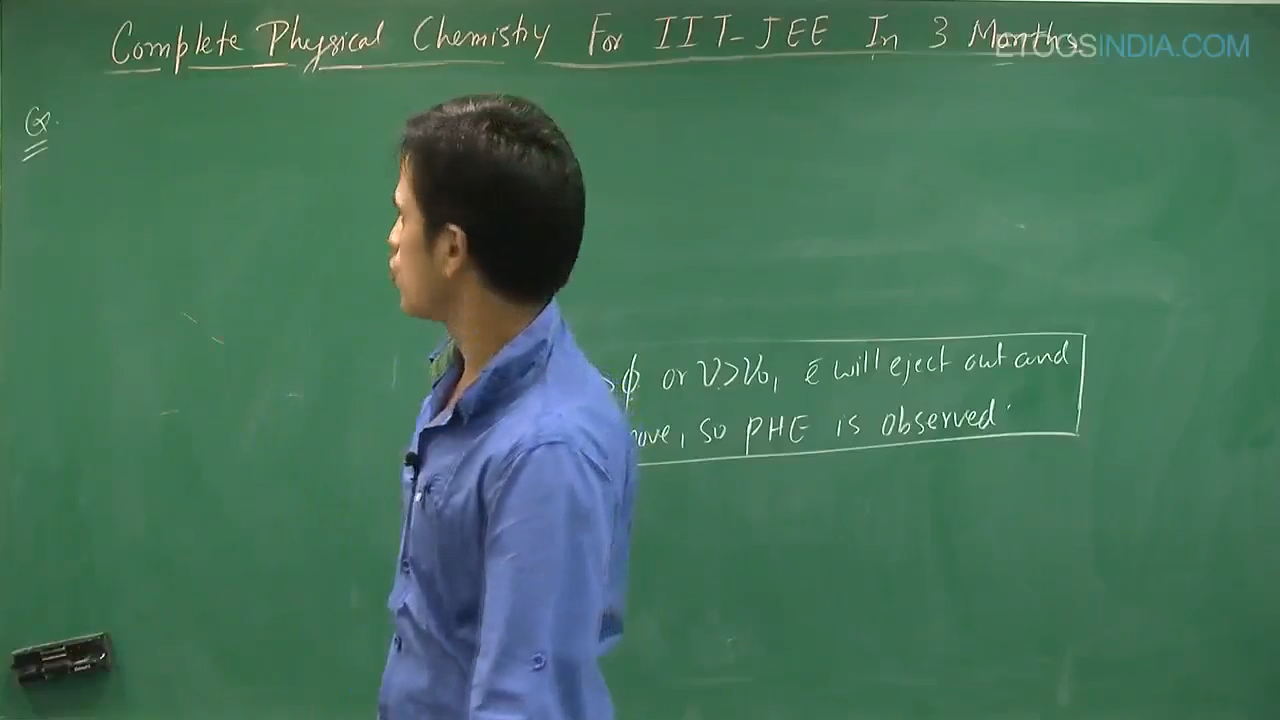 Complete Physical Chemistry For IIT-JEE In 3 Months
ETOOSINDIA.COM
Q.
>ϕ or ν>ν₀, ē will eject out and
move, so PHE is observed.